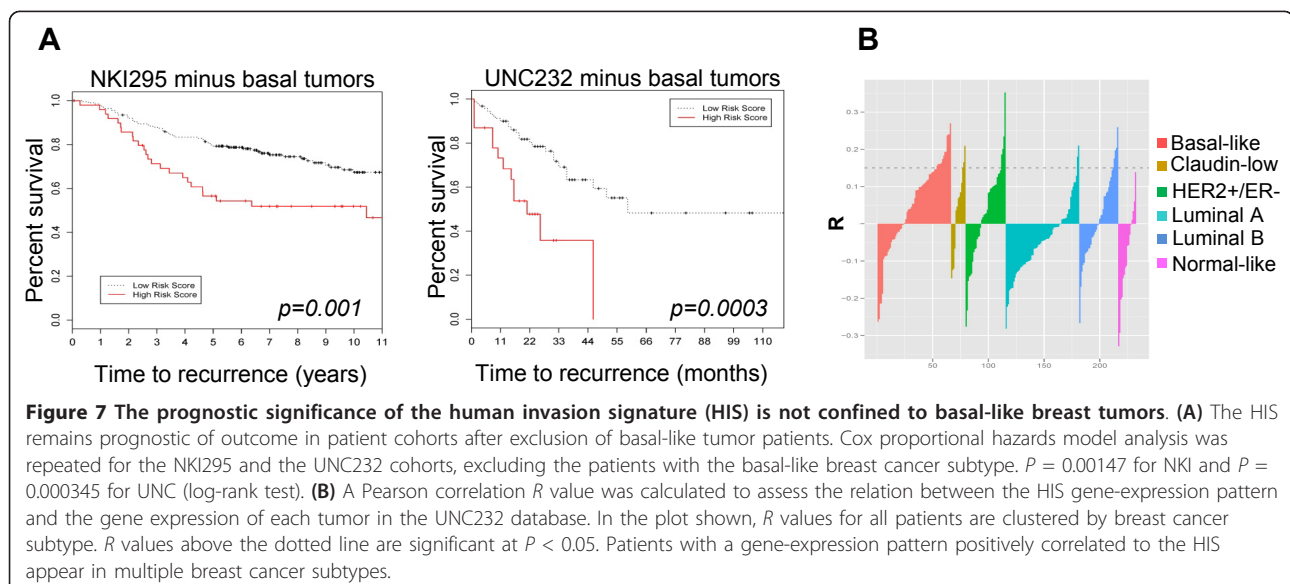 A
B
NKI295 minus basal tumors
UNC232 minus basal tumors
Percent survival
0.0 0.2 0.4 0.6 0.8 1.0
Low Risk Score
High Risk Score
p=0.001
0 1 2 3 4 5 6 7 8 9 10 11
Time to recurrence (years)
Percent survival
0.0 0.2 0.4 0.6 0.8 1.0
Low Risk Score
High Risk Score
p=0.0003
0 11 22 33 44 55 66 77 88 99 110
Time to recurrence (months)
R
0.3
0.2
0.1
0.0
-0.1
-0.2
-0.3
50 100 150 200
Basal-like
Claudin-low
HER2+/ER-
Luminal A
Luminal B
Normal-like
Figure 7 The prognostic significance of the human invasion signature (HIS) is not confined to basal-like breast tumors. (A) The HIS
remains prognostic of outcome in patient cohorts after exclusion of basal-like tumor patients. Cox proportional hazards model analysis was
repeated for the NKI295 and the UNC232 cohorts, excluding the patients with the basal-like breast cancer subtype. P = 0.00147 for NKI and P =
0.000345 for UNC (log-rank test). (B) A Pearson correlation R value was calculated to assess the relation between the HIS gene-expression pattern
and the gene expression of each tumor in the UNC232 database. In the plot shown, R values for all patients are clustered by breast cancer
subtype. R values above the dotted line are significant at P < 0.05. Patients with a gene-expression pattern positively correlated to the HIS
appear in multiple breast cancer subtypes.